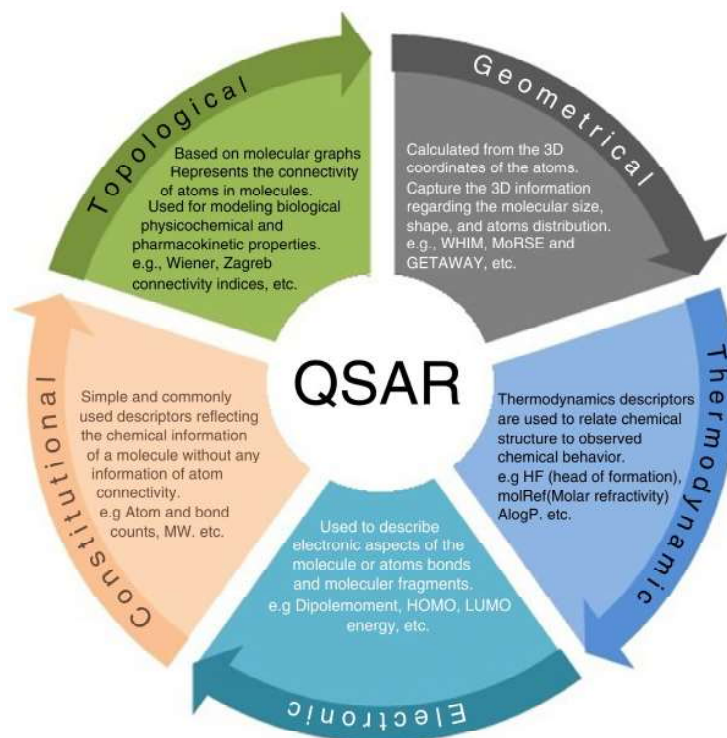 Topological
Based on molecular graphs
Represents the connectivity
of atoms in molecules.
Used for modeling biological
physicochemical and
pharmacokinetic properties.
e.g., Wiener, Zagreb
connectivity indices, etc.
Geometrical
Calculated from the 3D
coordinates of the atoms.
Capture the 3D information
regarding the molecular size,
shape, and atoms distribution.
e.g., WHIM, MoRSE and
GETAWAY, etc.
QSAR
Constitutional
Simple and commonly
used descriptors reflecting
the chemical information
of a molecule without any
information of atom
connectivity.
e.g Atom and bond
counts, MW. etc.
Thermodynamic
Thermodynamics descriptors
are used to relate chemical
structure to observed
chemical behavior.
e.g HF (head of formation),
molRef(Molar refractivity)
AlogP. etc.
Used to describe
electronic aspects of the
molecule or atoms bonds
and moleculer fragments.
e.g Dipolemoment, HOMO, LUMO
energy, etc.
Electronic